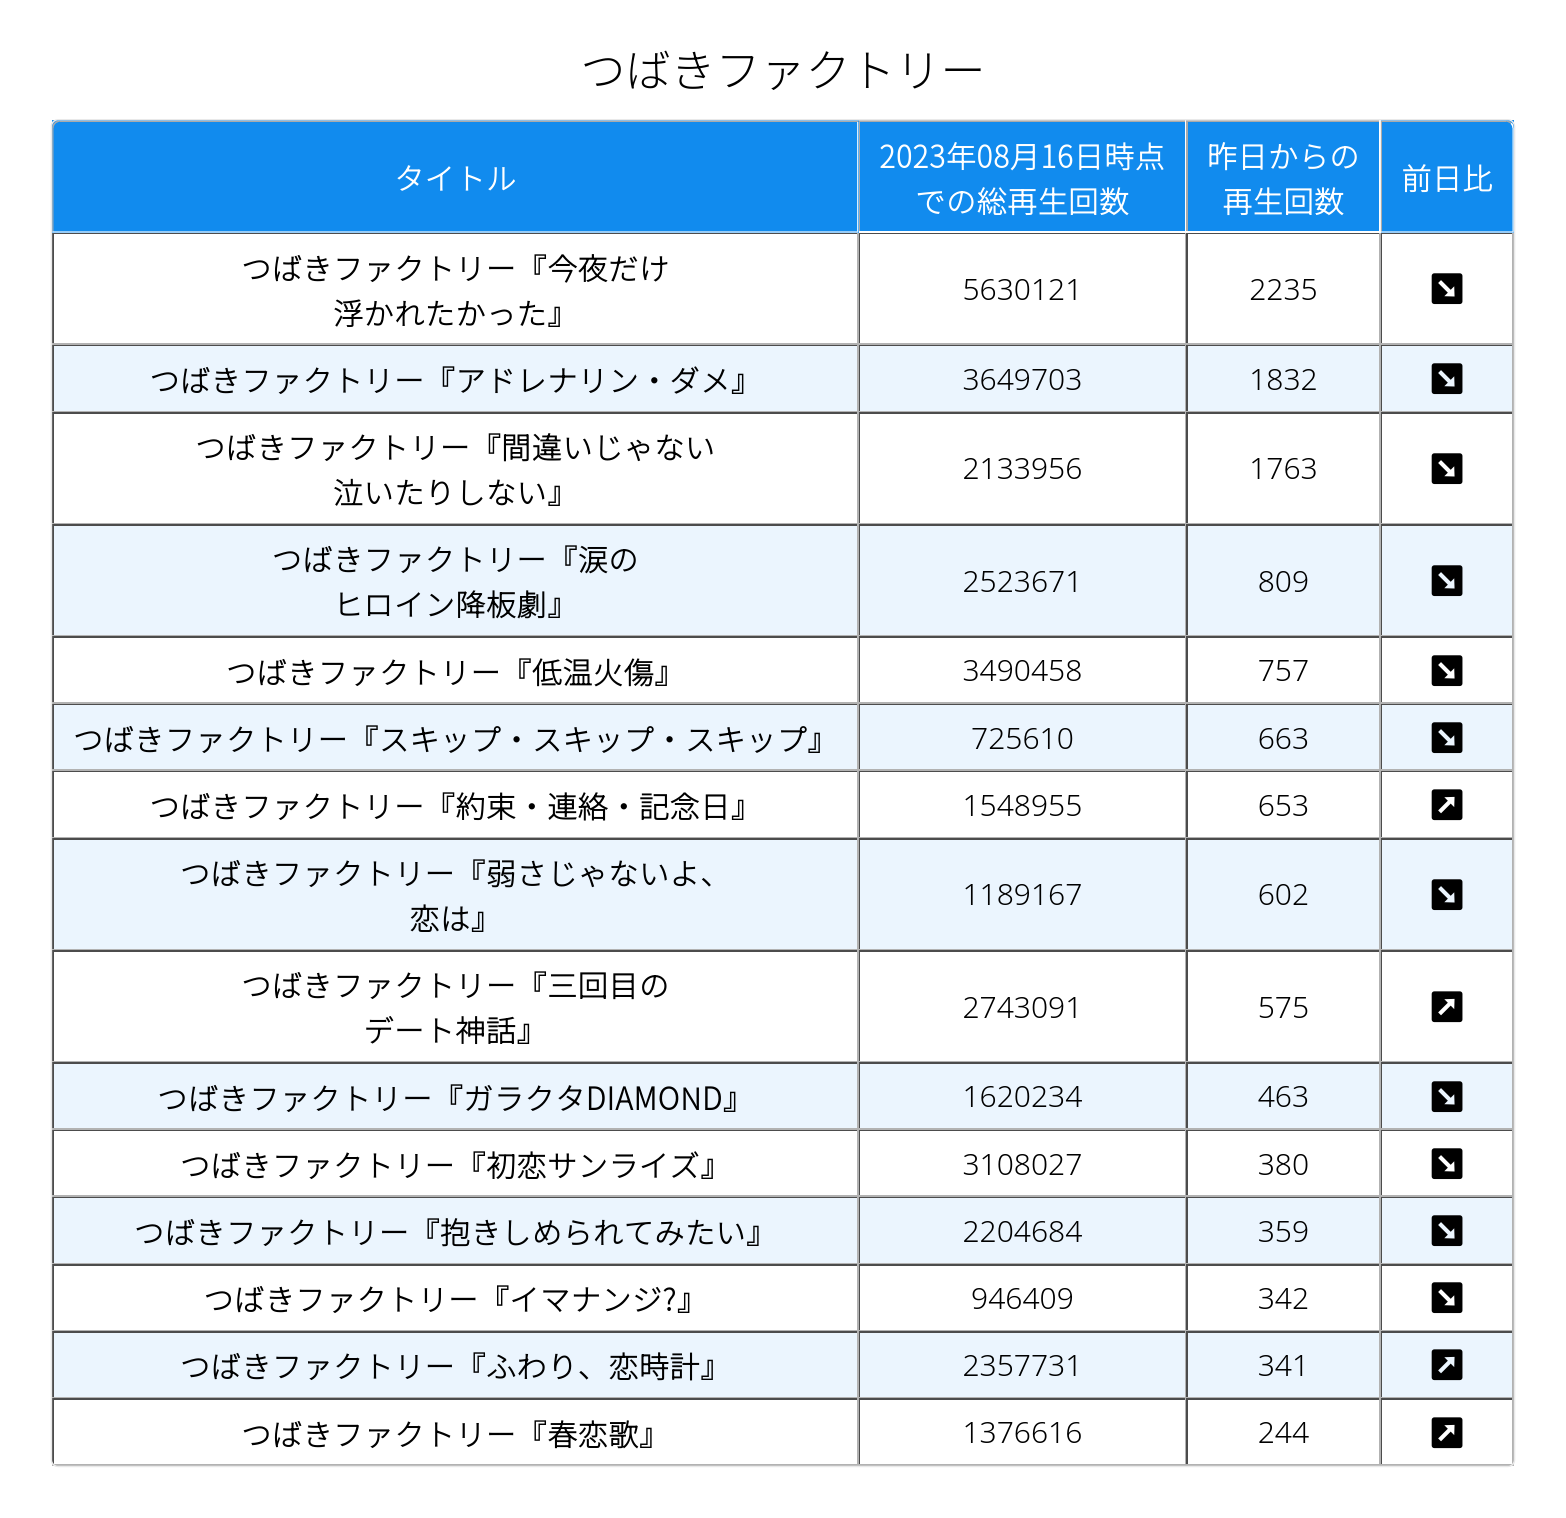 つばきファクトリー
タイトル
2023年08月16日時点
での総再生回数
昨日からの
再生回数
前日比
つばきファクトリー『今夜だけ
浮かれたかった』
5630121
2235
つばきファクトリー『アドレナリン・ダメ』
3649703
1832
つばきファクトリー『間違いじゃない
泣いたりしない』
2133956
1763
つばきファクトリー『涙の
ヒロイン降板劇』
2523671
809
つばきファクトリー『低温火傷』
3490458
757
つばきファクトリー『スキップ・スキップ・スキップ』
725610
663
つばきファクトリー『約束・連絡・記念日』
1548955
653
つばきファクトリー『弱さじゃないよ、
恋は』
1189167
602
つばきファクトリー『三回目の
デート神話』
2743091
575
つばきファクトリー『ガラクタDIAMOND』
1620234
463
つばきファクトリー『初恋サンライズ』
3108027
380
つばきファクトリー『抱きしめられてみたい』
2204684
359
つばきファクトリー『イマナンジ?』
946409
342
つばきファクトリー『ふわり、恋時計』
2357731
341
つばきファクトリー『春恋歌』
1376616
244